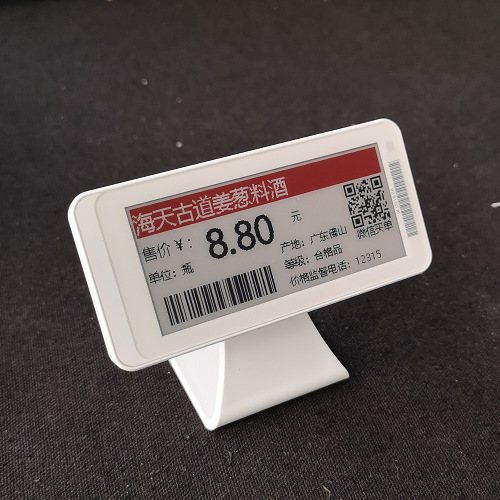 海天古道姜葱料酒
售价￥: 8.80 元
单位: 瓶
产地: 广东佛山
等级: 合格品
价格监督电话: 12315
微信买单